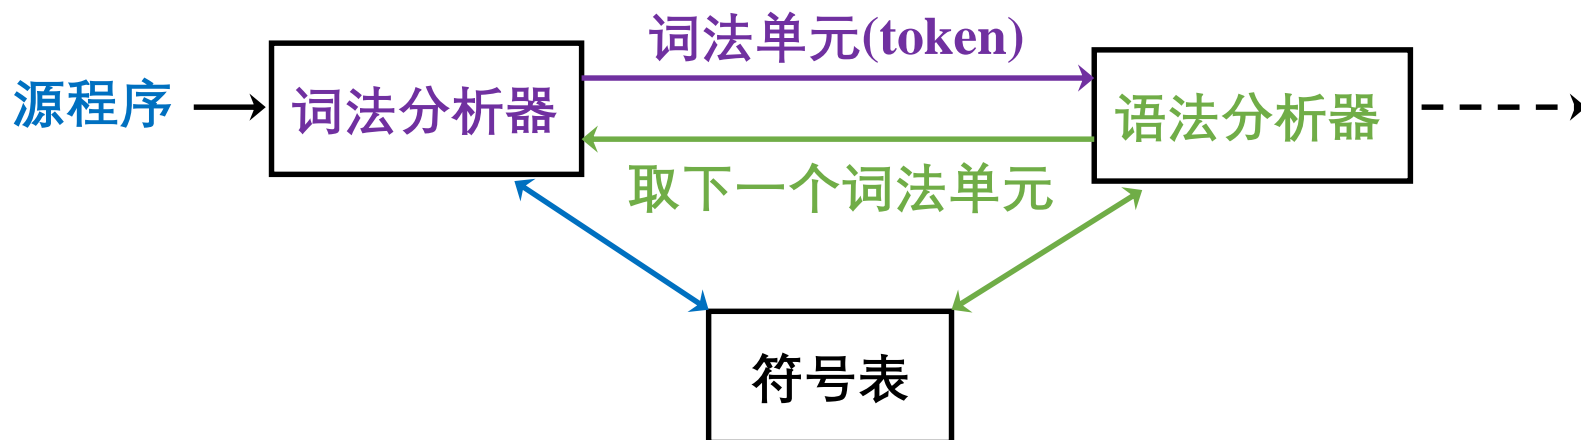 词法单元(token)
源程序
词法分析器
语法分析器
取下一个词法单元
符号表